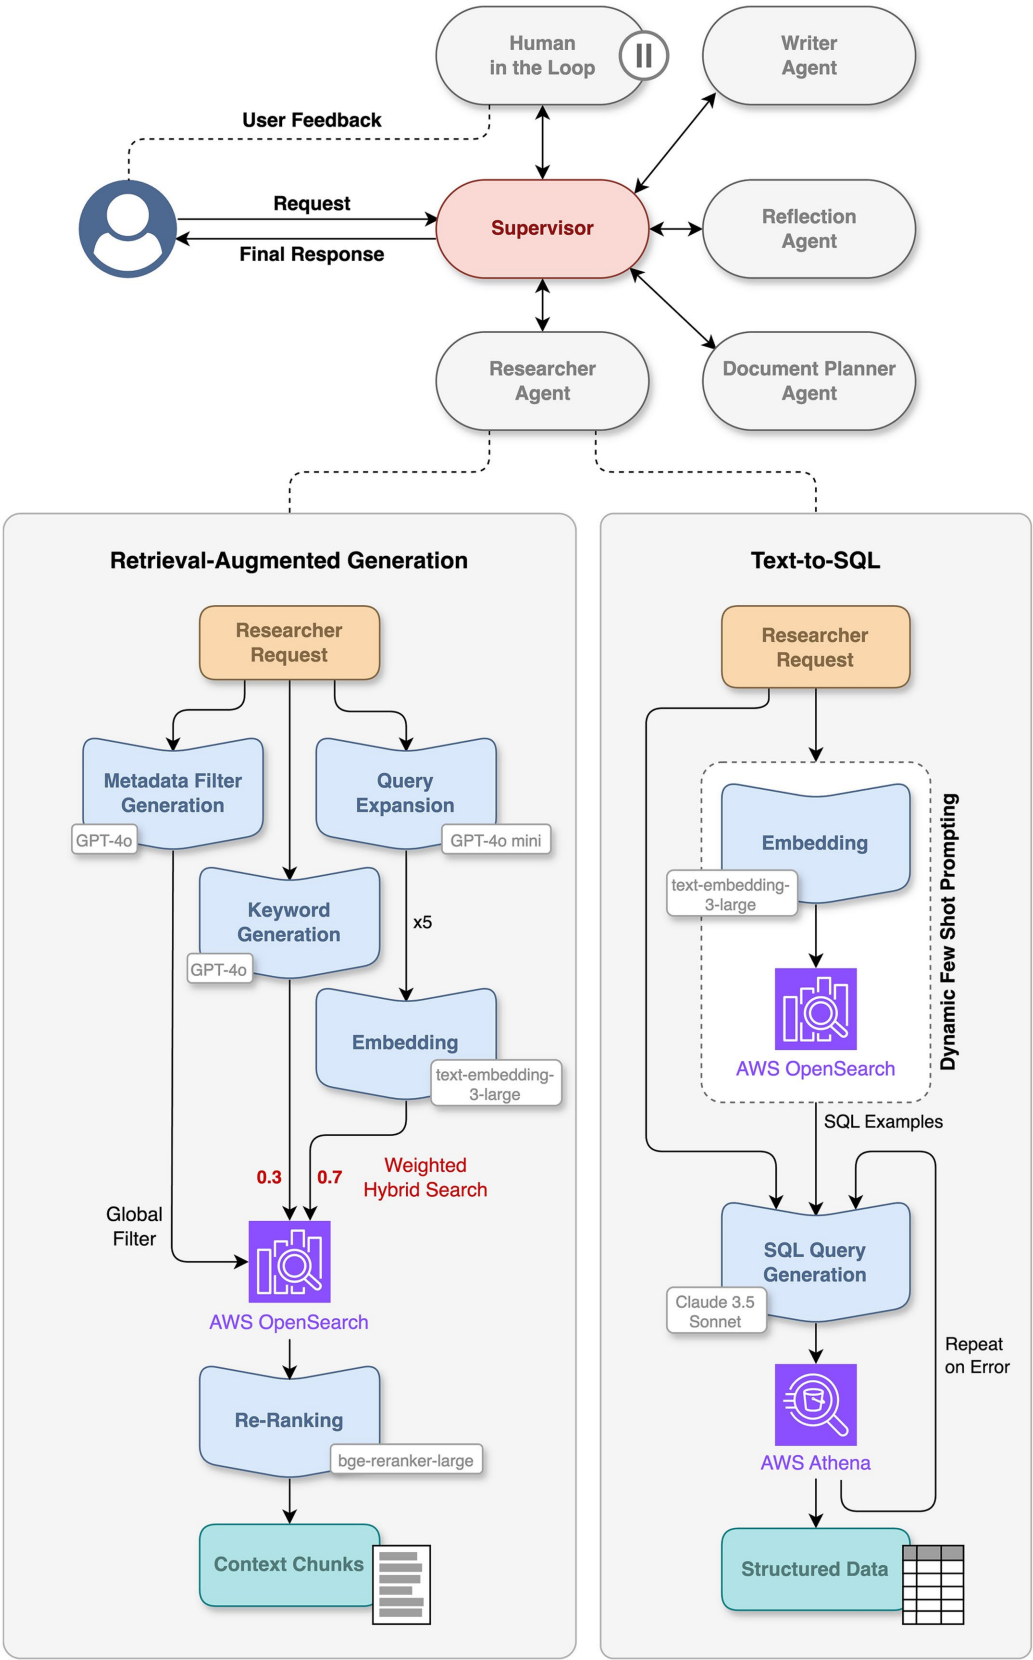 Human
in the Loop
Writer
Agent
User Feedback
Request
Supervisor
Reflection
Agent
Final Response
Researcher
Agent
Document Planner
Agent
Retrieval-Augmented Generation
Researcher
Request
Metadata Filter
Generation
GPT-4o
Query
Expansion
GPT-4o mini
Keyword
Generation
GPT-4o
x5
Embedding
text-embedding-
3-large
0.3
0.7
Weighted
Hybrid Search
Global
Filter
AWS OpenSearch
Re-Ranking
bge-reranker-large
Context Chunks
Text-to-SQL
Researcher
Request
Embedding
text-embedding-
3-large
Dynamic Few Shot Prompting
AWS OpenSearch
SQL Examples
SQL Query
Generation
Claude 3.5
Sonnet
Repeat
on Error
AWS Athena
Structured Data